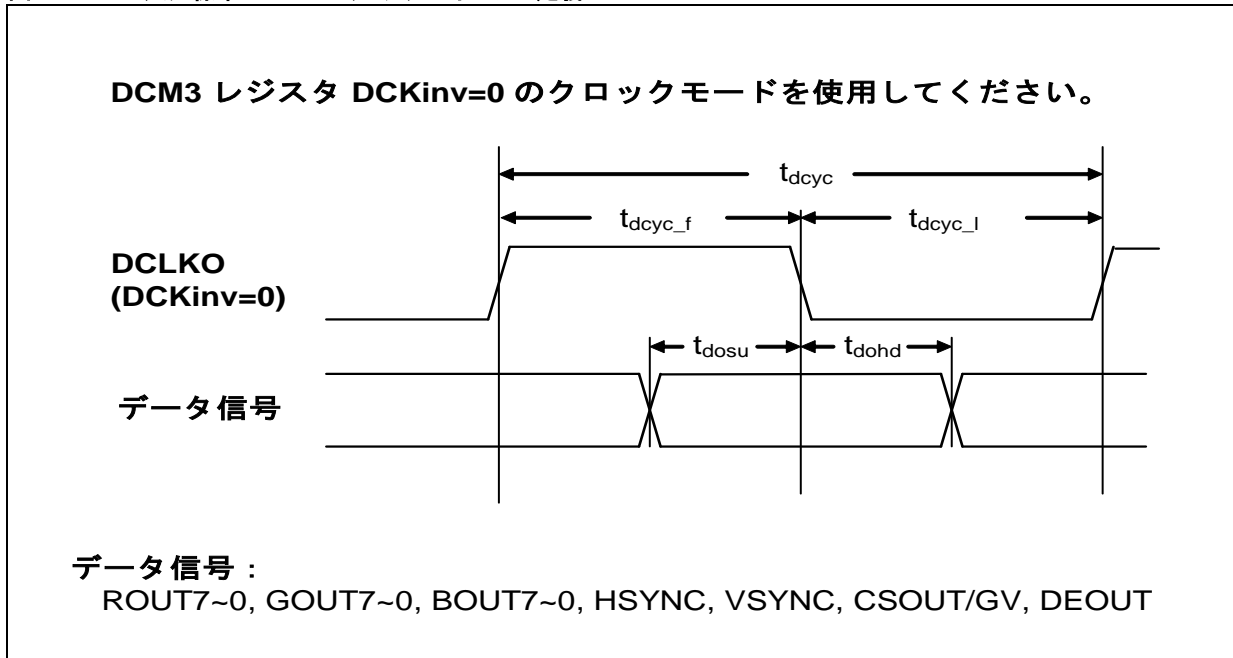 DCM3 レジスタ DCKinv=0 のクロックモードを使用してください。
tdcyc
tdcyc_f
tdcyc_l
DCLKO
(DCKinv=0)
tdosu
tdohd
データ信号
データ信号：
ROUT7~0, GOUT7~0, BOUT7~0, HSYNC, VSYNC, CSOUT/GV, DEOUT